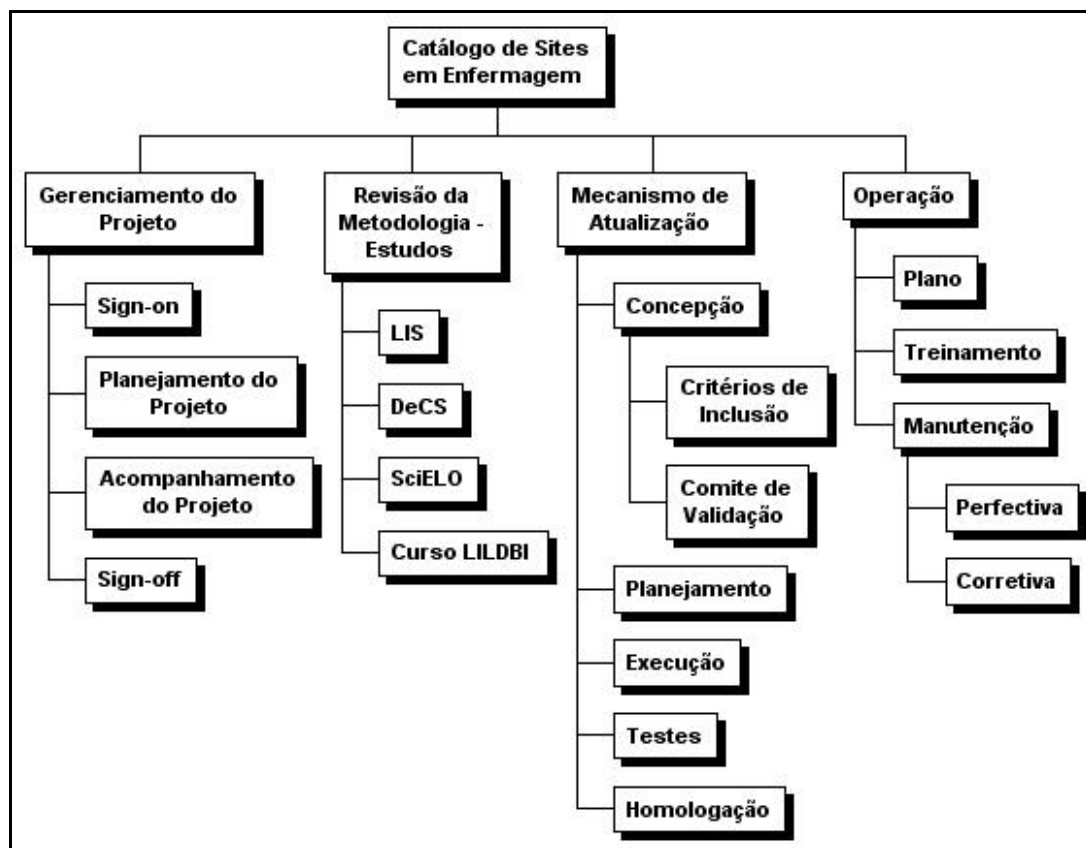 Catálogo de Sites
em Enfermagem
Gerenciamento do
Projeto
Sign-on
Planejamento do
Projeto
Acompanhamento
do Projeto
Sign-off
Revisão da
Metodologia -
Estudos
LIS
DeCS
SciELO
Curso LILDBI
Mecanismo de
Atualização
Concepção
Critérios de
Inclusão
Comite de
Validação
Planejamento
Execução
Testes
Homologação
Operação
Plano
Treinamento
Manutenção
Perfectiva
Corretiva